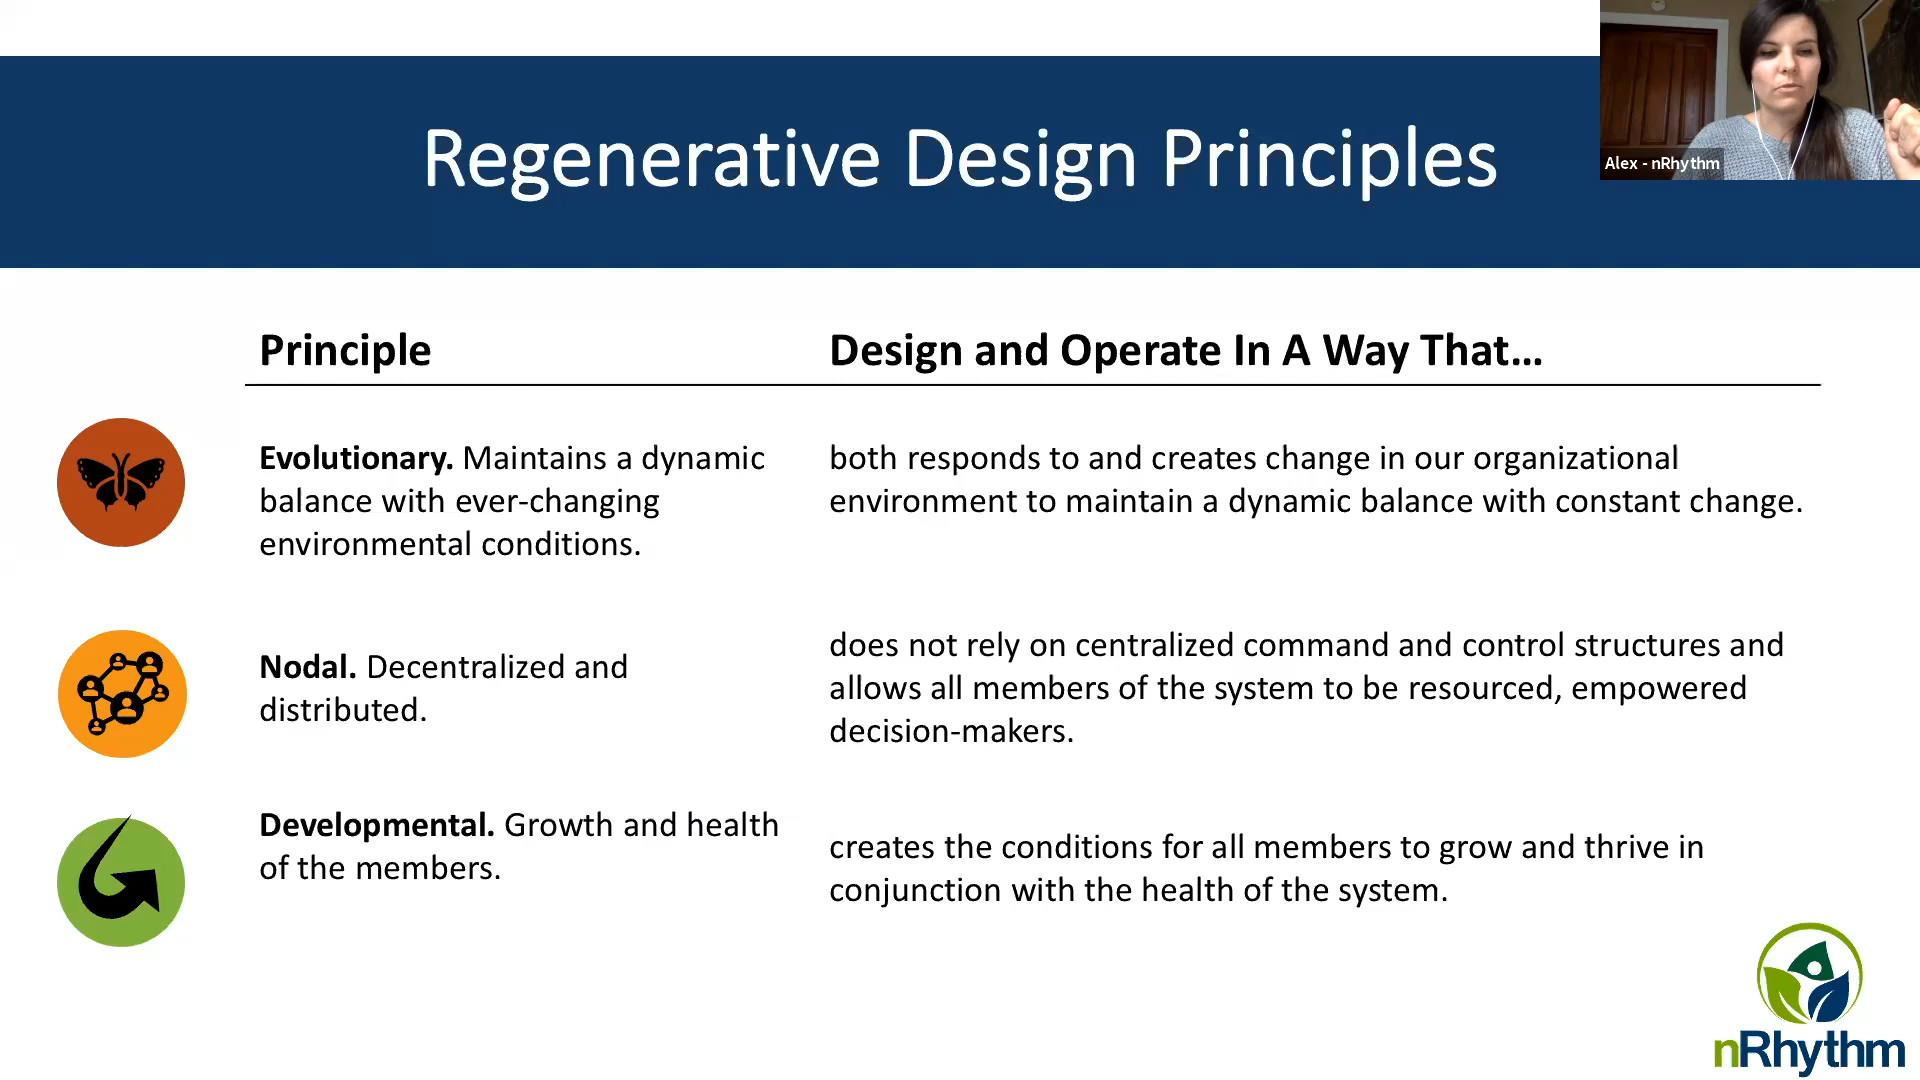 Regenerative Design Principles
Alex - nRhythm
Principle
Design and Operate In A Way That...
Evolutionary. Maintains a dynamic
balance with ever-changing
environmental conditions.
both responds to and creates change in our organizational
environment to maintain a dynamic balance with constant change.
Nodal. Decentralized and
distributed.
does not rely on centralized command and control structures and
allows all members of the system to be resourced, empowered
decision-makers.
Developmental. Growth and health
of the members.
creates the conditions for all members to grow and thrive in
conjunction with the health of the system.
nRhythm